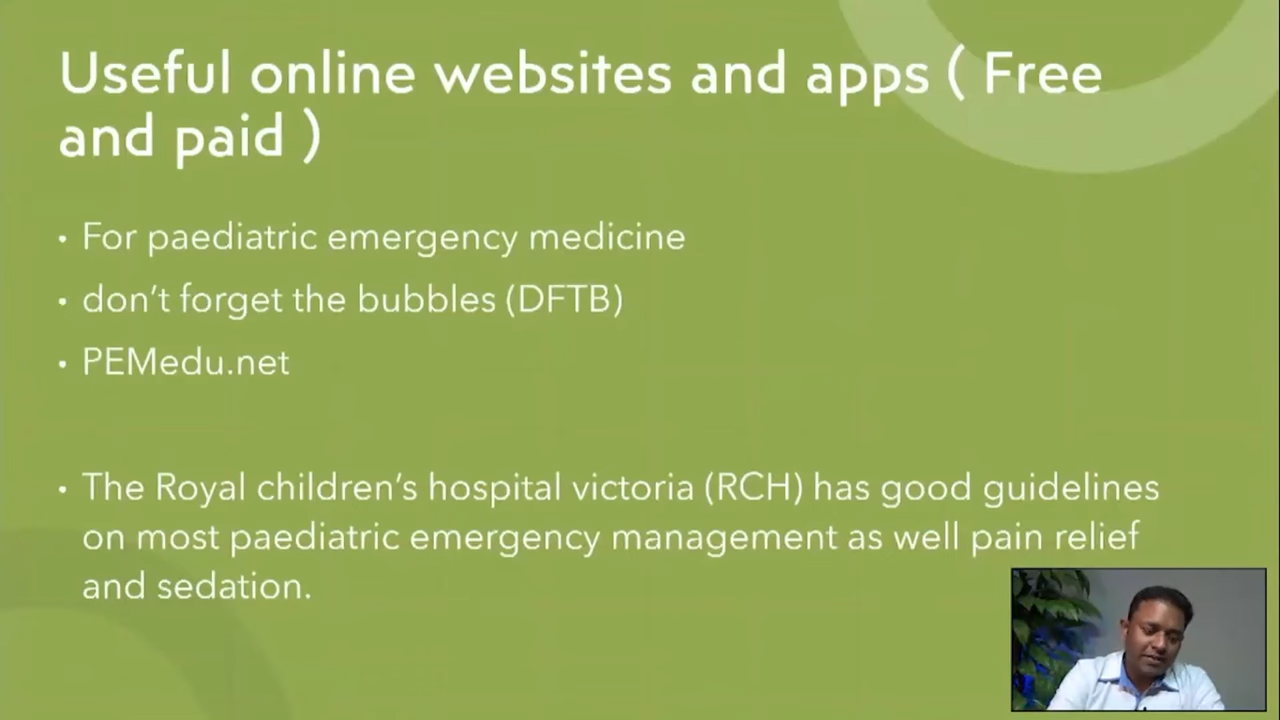 Useful online websites and apps ( Free
and paid )
• For paediatric emergency medicine
• don't forget the bubbles (DFTB)
• PEMedu.net
• The Royal children's hospital victoria (RCH) has good guidelines
on most paediatric emergency management as well pain relief
and sedation.